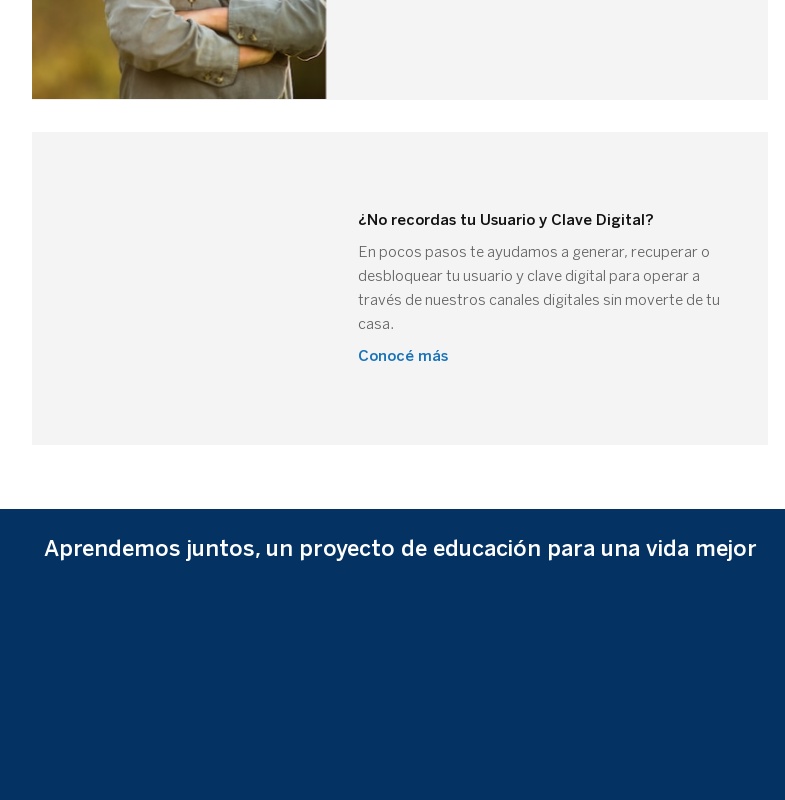 ¿No recordas tu Usuario y Clave Digital?
En pocos pasos te ayudamos a generar, recuperar o
desbloquear tu usuario y clave digital para operar a
través de nuestros canales digitales sin moverte de tu
casa.
Conocé más
Aprendemos juntos, un proyecto de educación para una vida mejor